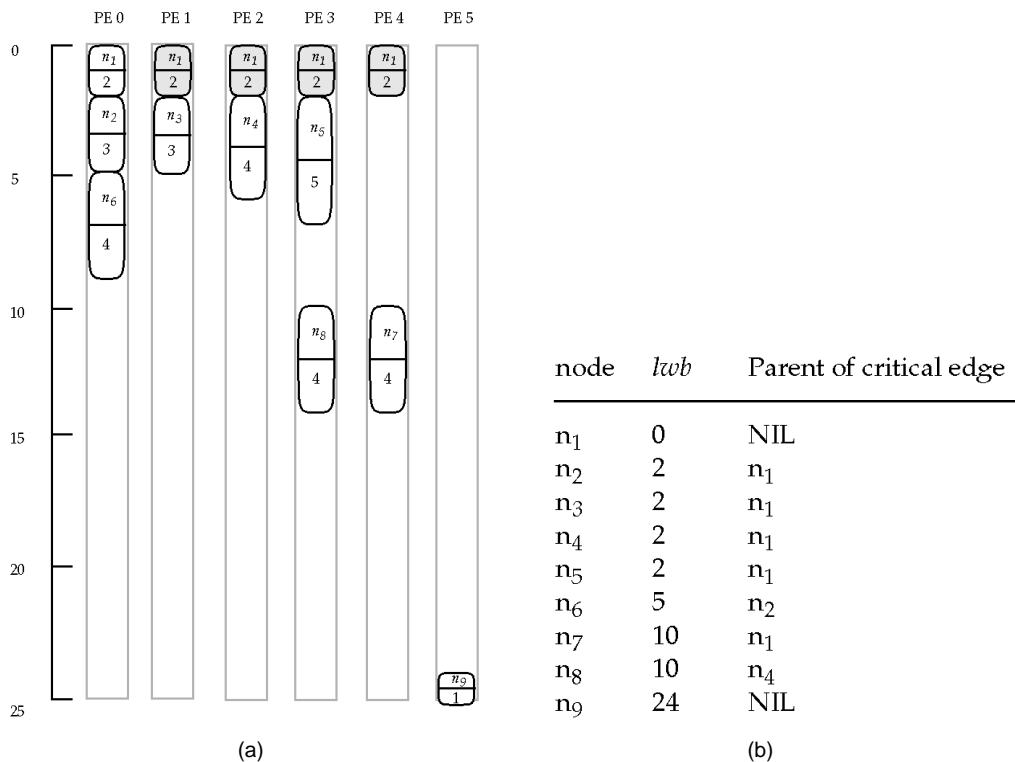 PE 0 PE 1 PE 2 PE 3 PE 4 PE 5
0
n1 n1 n1 n1 n1
2 2 2 2 2
n2 n3 n4 n5
3 3 4 5
5
n6
4
10
n8 n7
4 4
15
20
n9
1
25
(a)
node lwb Parent of critical edge
n1 0 NIL
n2 2 n1
n3 2 n1
n4 2 n1
n5 2 n1
n6 5 n2
n7 10 n1
n8 10 n4
n9 24 NIL
(b)